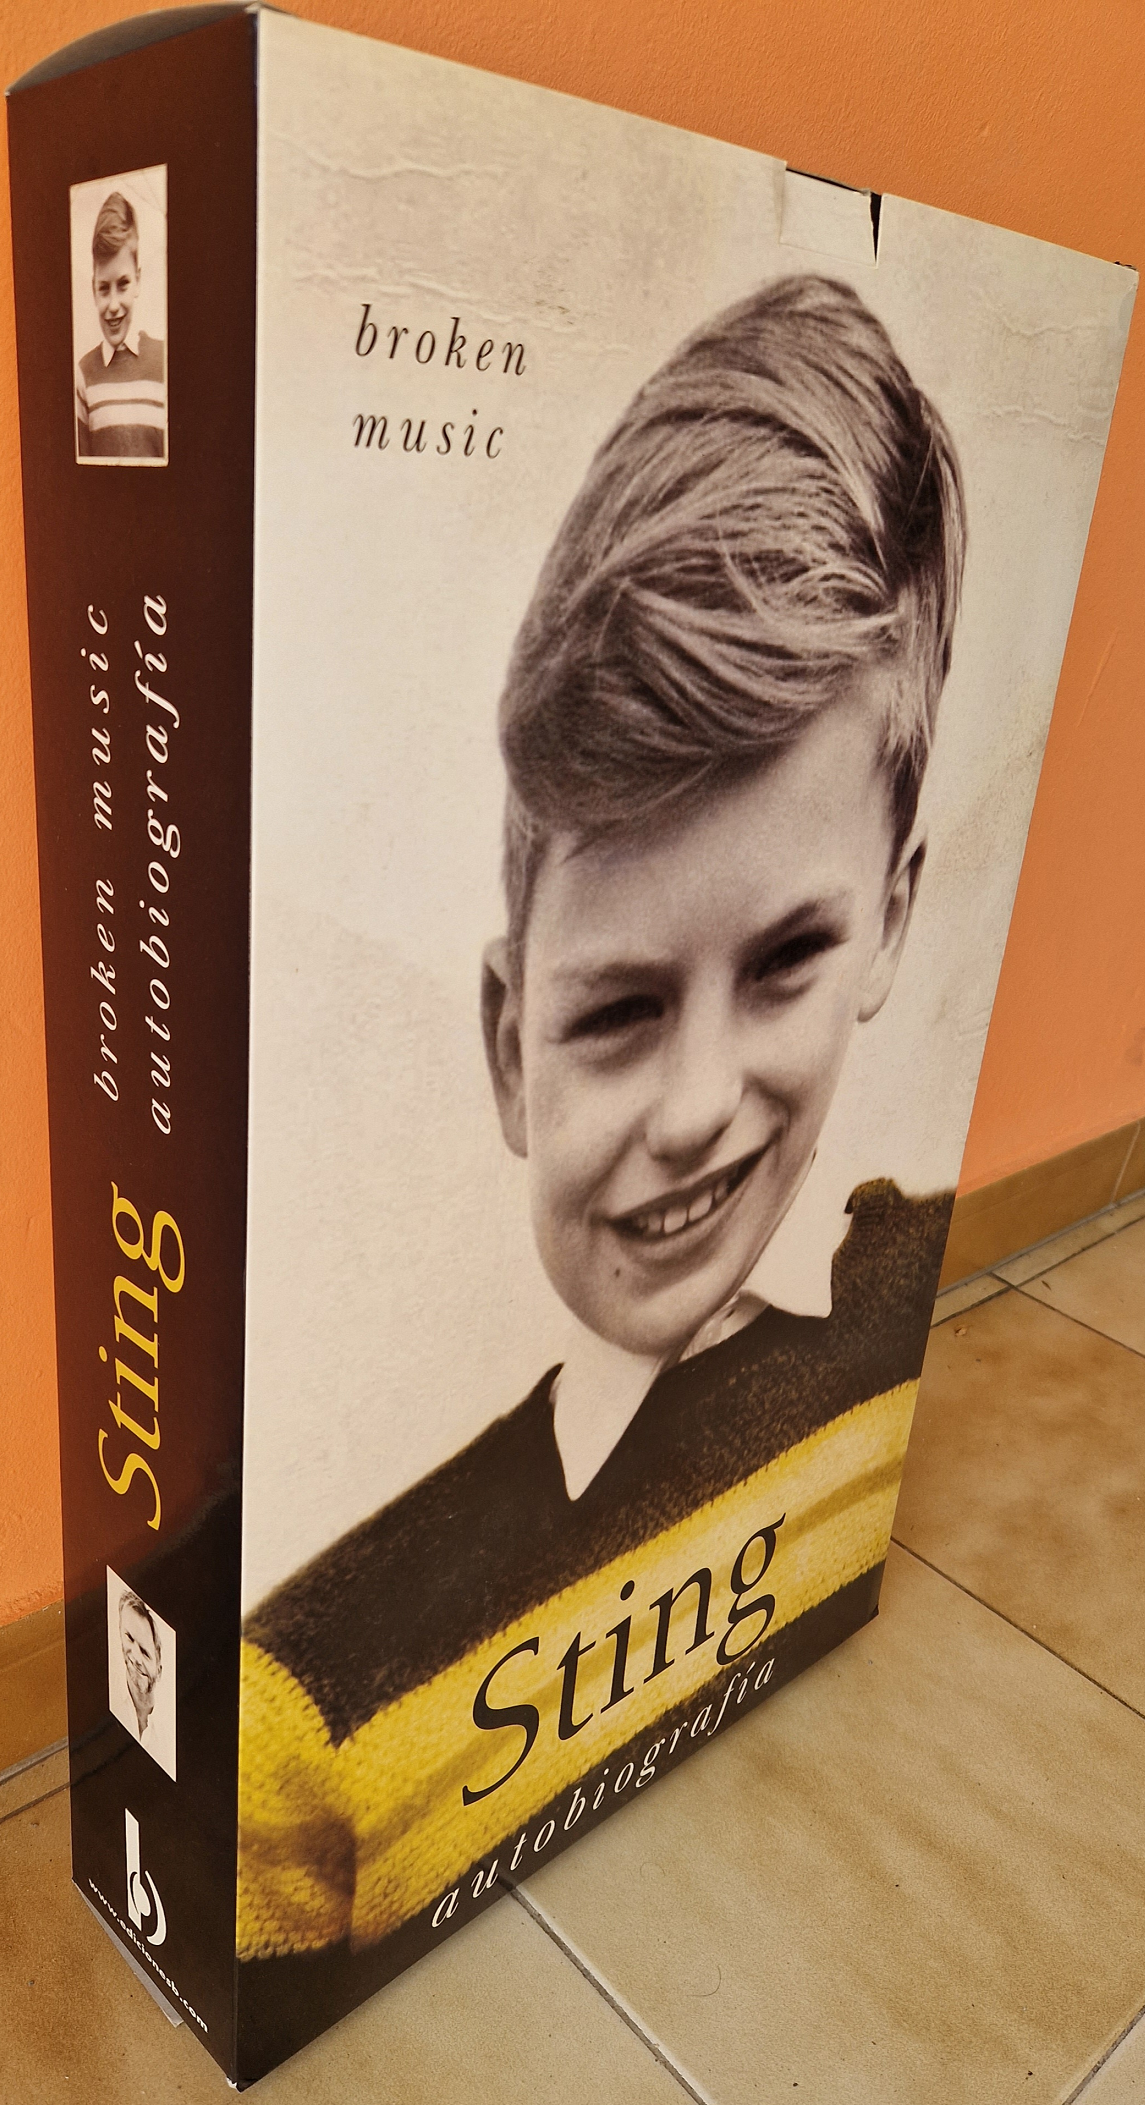 broken
music
Sting
autobiografía
broken music
autobiografía
Sting
www.edicionesb.com